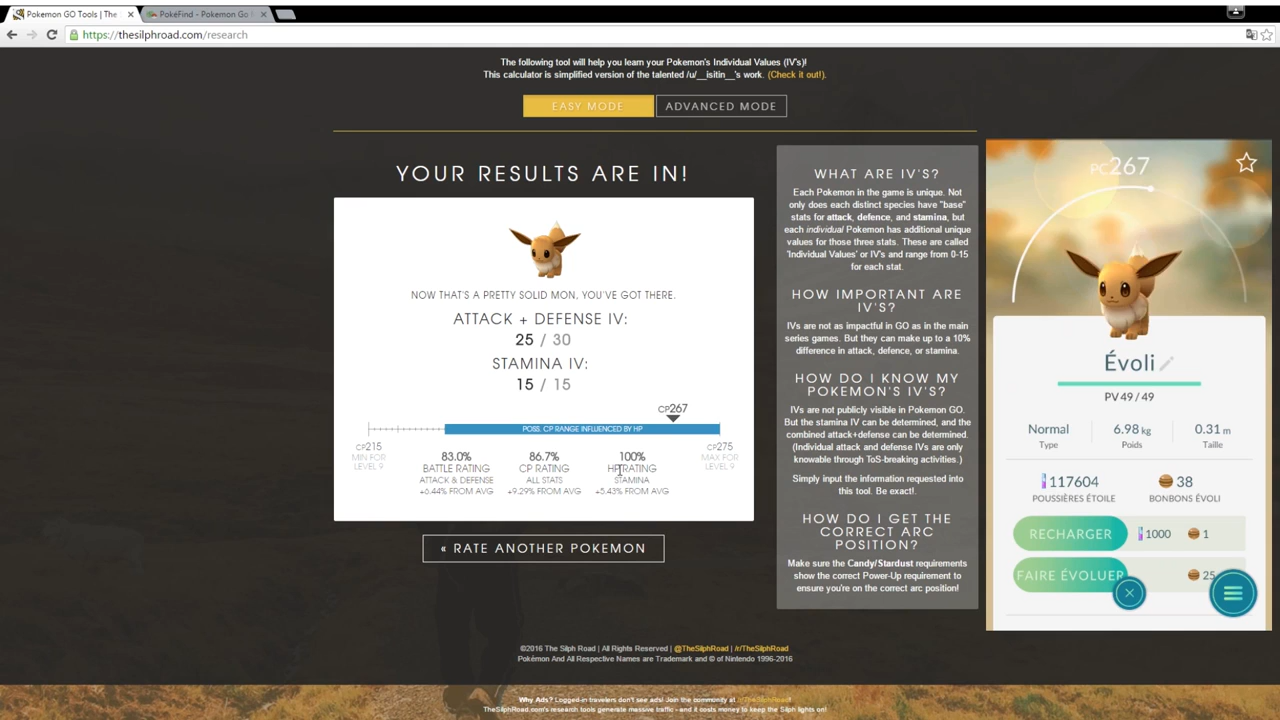 Pokemon GO Tools | The
PokéFind - Pokemon Go
https://thesilphroad.com/research
The following tool will help you learn your Pokemon's Individual Values (IV's)!
This calculator is simplified version of the talented /u/__isitin__'s work. (Check it out!).
EASY MODE
ADVANCED MODE
YOUR RESULTS ARE IN!
NOW THAT'S A PRETTY SOLID MON, YOU'VE GOT THERE.
ATTACK + DEFENSE IV:
25 / 30
STAMINA IV:
15 / 15
CP267
POSS. CP RANGE INFLUENCED BY HP
CP215
MIN FOR
LEVEL 9
CP275
MAX FOR
LEVEL 9
83.0%
BATTLE RATING
ATTACK & DEFENSE
+6.44% FROM AVG
86.7%
CP RATING
ALL STATS
+9.29% FROM AVG
100%
HP RATING
STAMINA
+5.43% FROM AVG
« RATE ANOTHER POKEMON
WHAT ARE IV'S?
Each Pokemon in the game is unique. Not
only does each distinct species have "base"
stats for attack, defence, and stamina, but
each individual Pokemon has additional unique
values for those three stats. These are called
'Individual Values' or IV's and range from 0-15
for each stat.
HOW IMPORTANT ARE
IV'S?
IVs are not as impactful in GO as in the main
series games. But they can make up to a 10%
difference in attack, defence, or stamina.
HOW DO I KNOW MY
POKEMON'S IV'S?
IVs are not publicly visible in Pokemon GO.
But the stamina IV can be determined, and the
combined attack+defense can be determined.
(Individual attack and defense IVs are only
knowable through ToS-breaking activities.)
Simply input the information requested into
this tool. Be exact!.
HOW DO I GET THE
CORRECT ARC
POSITION?
Make sure the Candy/Stardust requirements
show the correct Power-Up requirement to
ensure you're on the correct arc position!
PC267
Évoli
PV 49 / 49
Normal
Type
6.98 kg
Poids
0.31 m
Taille
117604
POUSSIÈRES ÉTOILE
38
BONBONS ÉVOLI
RECHARGER
1000
1
FAIRE ÉVOLUER
25
©2016 The Silph Road | All Rights Reserved | @TheSilphRoad | /r/TheSilphRoad
Pokémon And All Respective Names are Trademark and © of Nintendo 1996-2016
Why Ads? Logged-in travelers don't see ads! Join the community at /r/TheSilphRoad!
TheSilphRoad.com's research tools generate massive traffic - and it costs money to keep the Silph lights on!